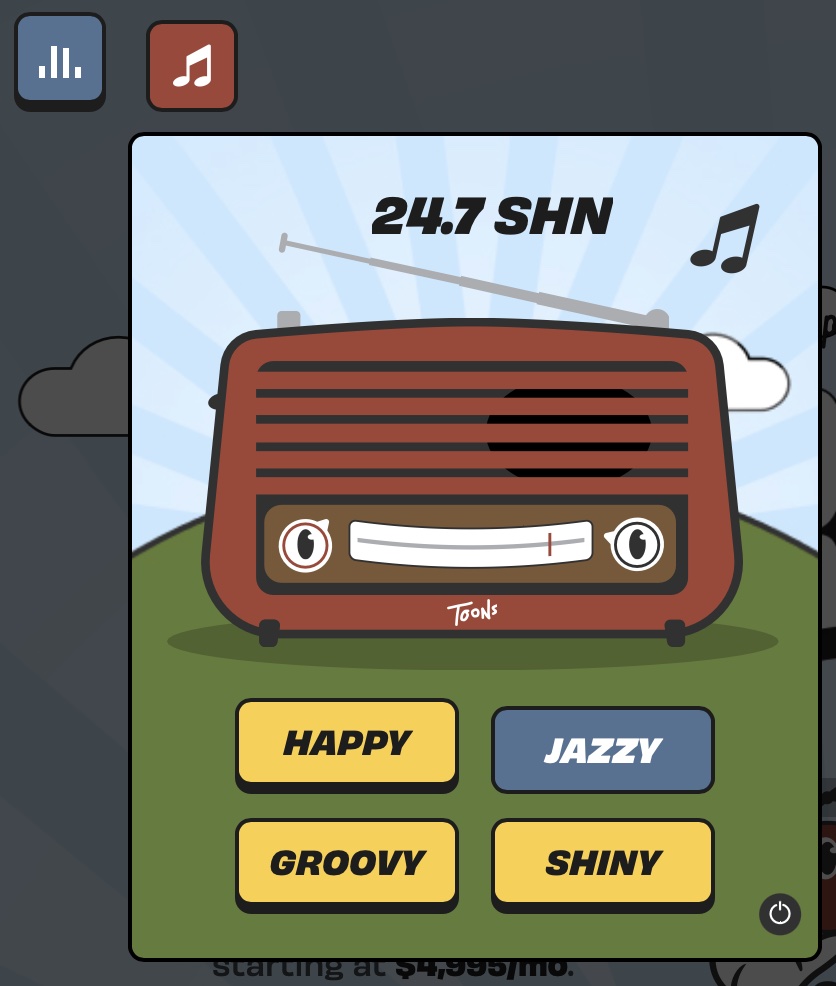 24.7 SHN
Toons
HAPPY
JAZZY
GROOVY
SHINY
starting at $4,995/mo.